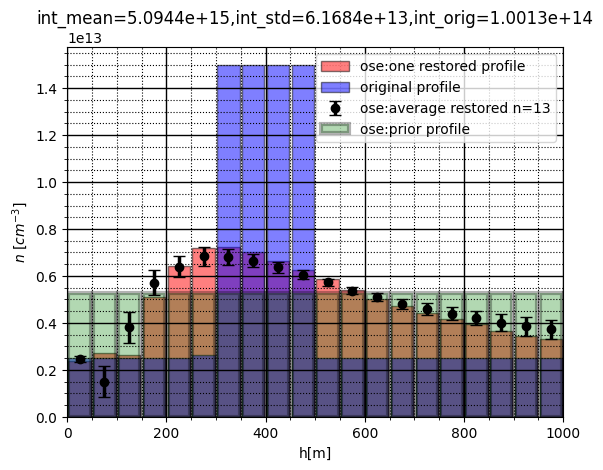 int_mean=5.0944e+15,int_std=6.1684e+13,int_orig=1.0013e+14
1e13
ose:one restored profile
original profile
ose:average restored n=13
ose:prior profile
1.4
1.2
1.0
0.8
0.6
0.4
0.2
0.0
n [cm⁻³]
0 200 400 600 800 1000
h[m]